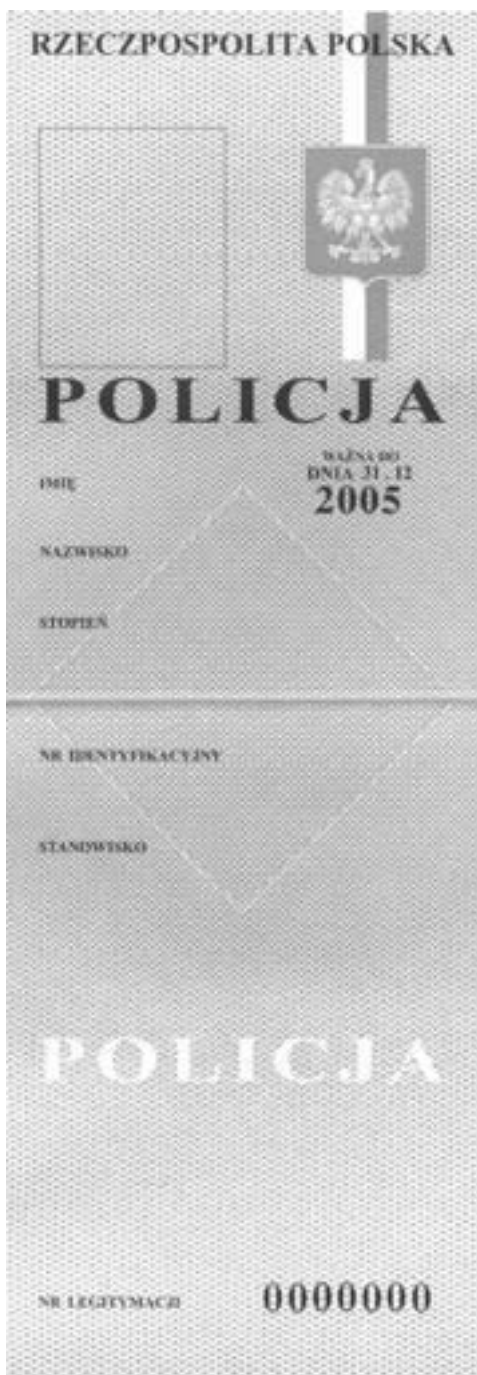 RZECZPOSPOLITA POLSKA
POLICJA
WAŻNA DO
DNIA 31.12
2005
IMIĘ
NAZWISKO
STOPIEŃ
NR IDENTYFIKACYJNY
STANOWISKO
POLICJA
NR LEGITYMACJI 0000000